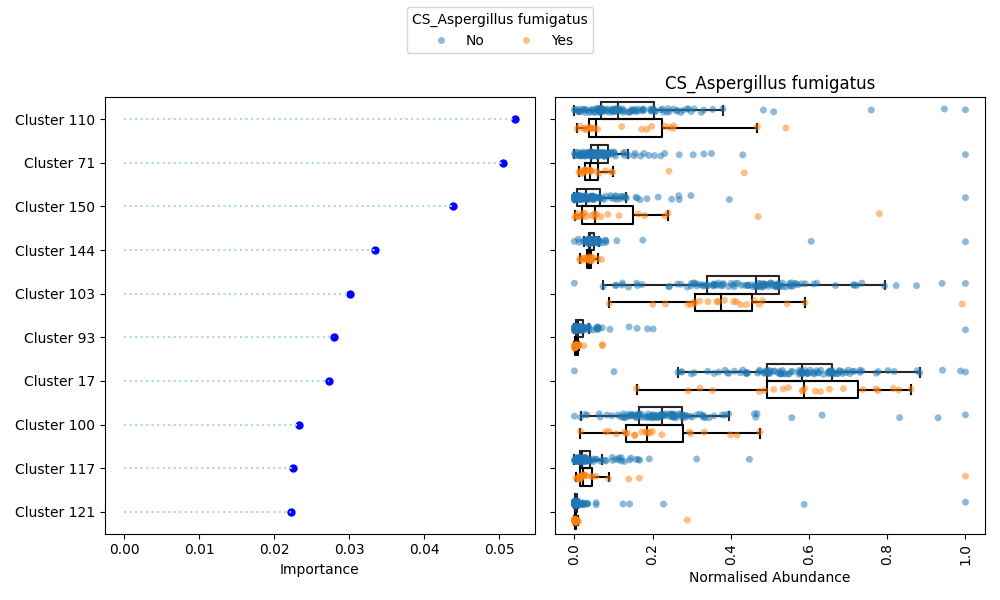 CS_Aspergillus fumigatus
No Yes
CS_Aspergillus fumigatus
Cluster 110
Cluster 71
Cluster 150
Cluster 144
Cluster 103
Cluster 93
Cluster 17
Cluster 100
Cluster 117
Cluster 121
0.00 0.01 0.02 0.03 0.04 0.05
Importance
0.0 0.2 0.4 0.6 0.8 1.0
Normalised Abundance